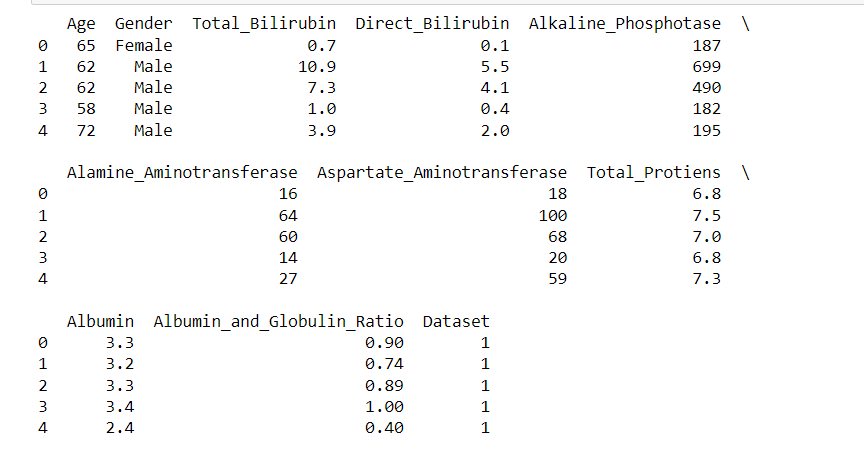 Age Gender Total_Bilirubin Direct_Bilirubin Alkaline_Phosphotase \
0 65 Female 0.7 0.1 187
1 62 Male 10.9 5.5 699
2 62 Male 7.3 4.1 490
3 58 Male 1.0 0.4 182
4 72 Male 3.9 2.0 195
Alamine_Aminotransferase Aspartate_Aminotransferase Total_Protiens \
0 16 18 6.8
1 64 100 7.5
2 60 68 7.0
3 14 20 6.8
4 27 59 7.3
Albumin Albumin_and_Globulin_Ratio Dataset
0 3.3 0.90 1
1 3.2 0.74 1
2 3.3 0.89 1
3 3.4 1.00 1
4 2.4 0.40 1